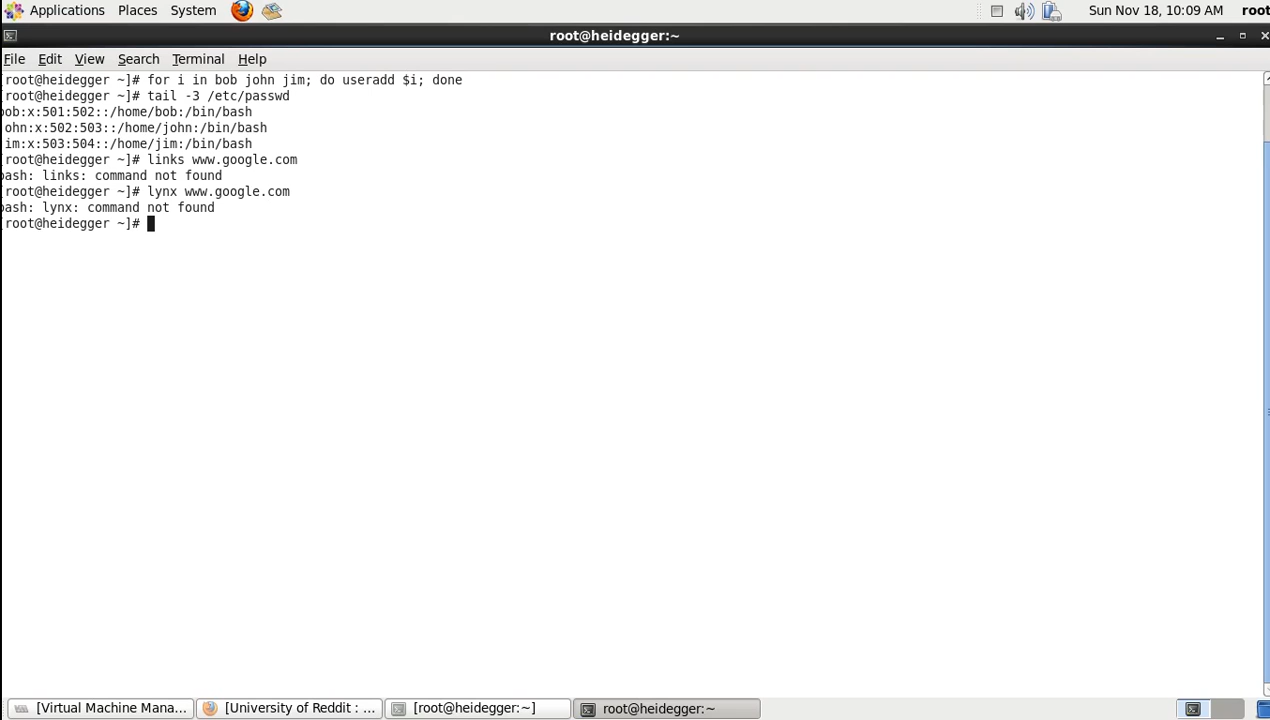 Applications Places System Sun Nov 18, 10:09 AM root
root@heidegger:~
File Edit View Search Terminal Help
[root@heidegger ~]# for i in bob john jim; do useradd $i; done
[root@heidegger ~]# tail -3 /etc/passwd
bob:x:501:502::/home/bob:/bin/bash
ohn:x:502:503::/home/john:/bin/bash
im:x:503:504::/home/jim:/bin/bash
[root@heidegger ~]# links www.google.com
bash: links: command not found
[root@heidegger ~]# lynx www.google.com
bash: lynx: command not found
[root@heidegger ~]#
[Virtual Machine Mana... [University of Reddit : ... [root@heidegger:~] root@heidegger:~